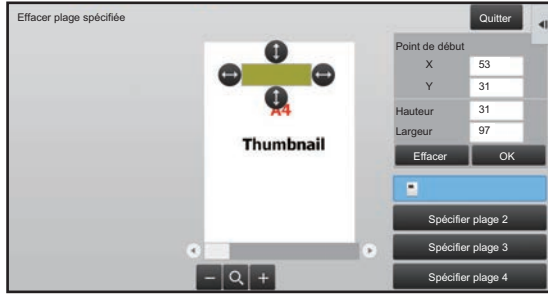 Effacer plage spécifiée
Quitter
Point de début
X 53
Y 31
Hauteur 31
Largeur 97
Effacer OK
A4
Thumbnail
Spécifier plage 2
Spécifier plage 3
Spécifier plage 4